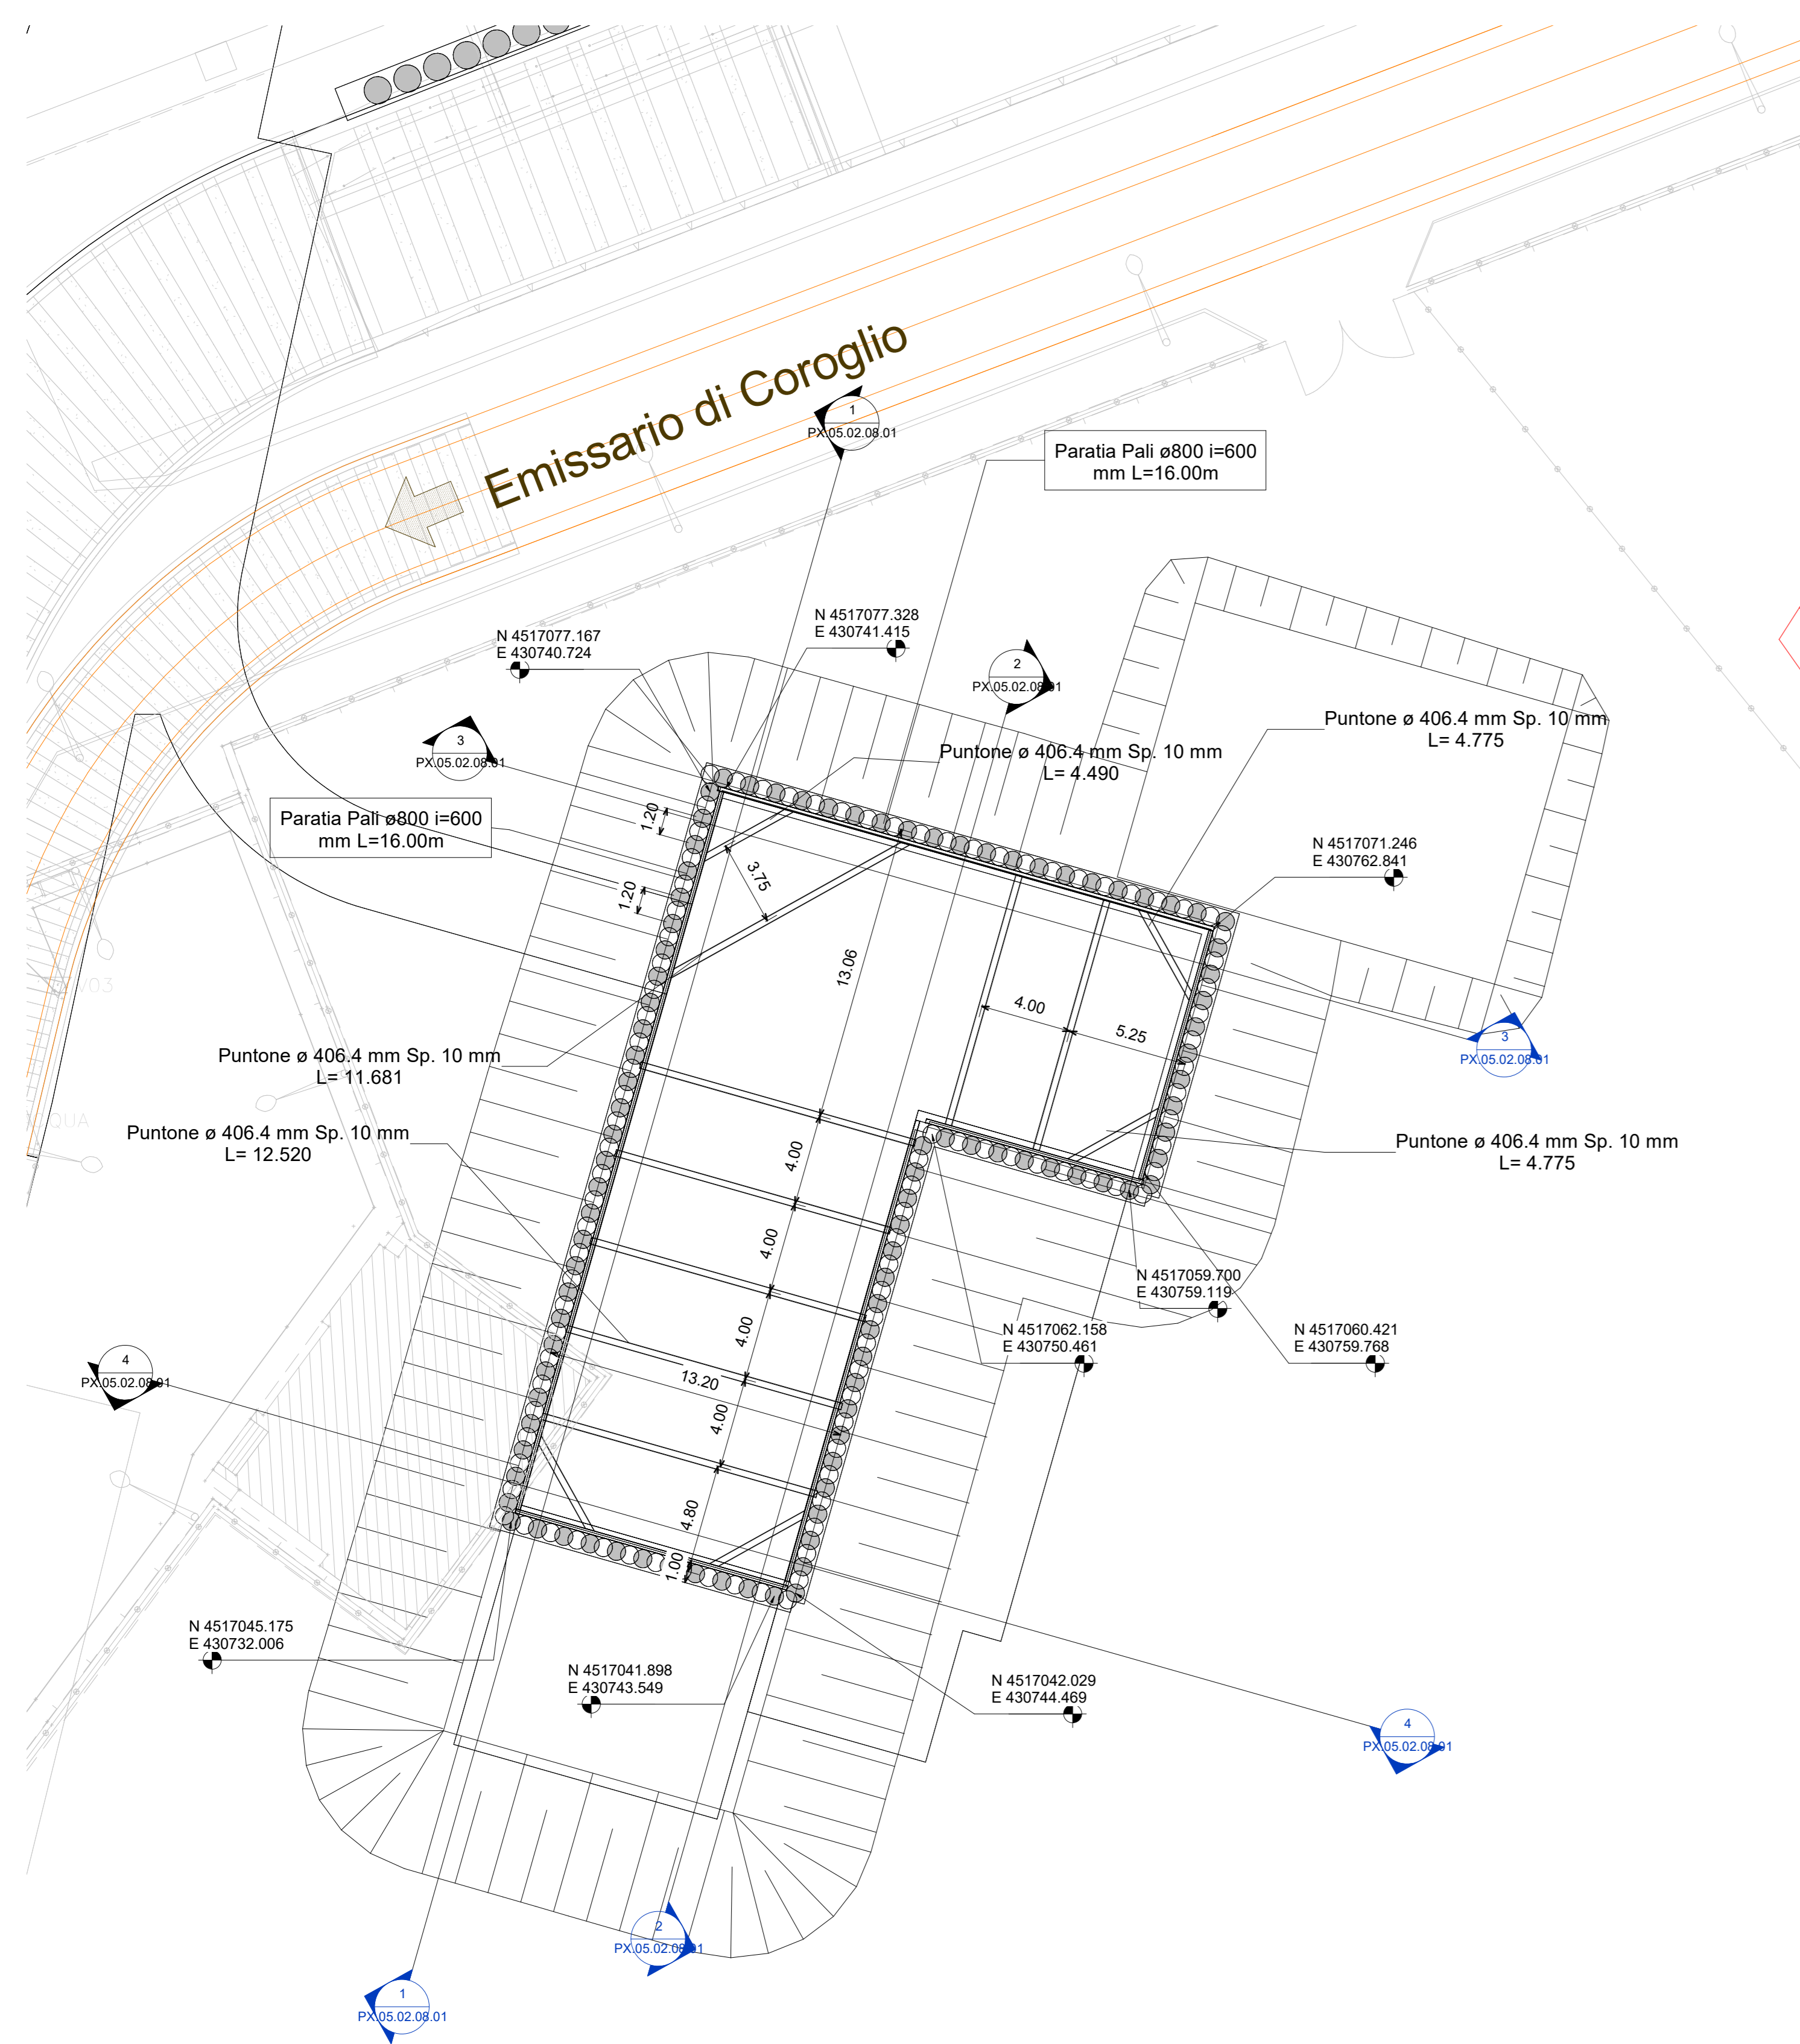 Emissario di Coroglio
1
PX.05.02.08.01
Paratia Pali ø800 i=600
mm L=16.00m
N 4517077.328
E 430741.415
N 4517077.167
E 430740.724
2
PX.05.02.08.01
3
PX.05.02.08.01
Puntone ø 406.4 mm Sp. 10 mm
L= 4.775
Puntone ø 406.4 mm Sp. 10 mm
L= 4.490
Paratia Pali ø800 i=600
mm L=16.00m
1.20
1.20
3.75
N 4517071.246
E 430762.841
13.06
4.00
5.25
V03
3
PX.05.02.08.01
Puntone ø 406.4 mm Sp. 10 mm
L= 11.681
QUA
Puntone ø 406.4 mm Sp. 10 mm
L= 12.520
Puntone ø 406.4 mm Sp. 10 mm
L= 4.775
4.00
4.00
4.00
4.00
13.20
4.80
1.00
N 4517059.700
E 430759.119
N 4517062.158
E 430750.461
N 4517060.421
E 430759.768
4
PX.05.02.08.01
N 4517045.175
E 430732.006
N 4517041.898
E 430743.549
N 4517042.029
E 430744.469
4
PX.05.02.08.01
2
PX.05.02.08.01
1
PX.05.02.08.01